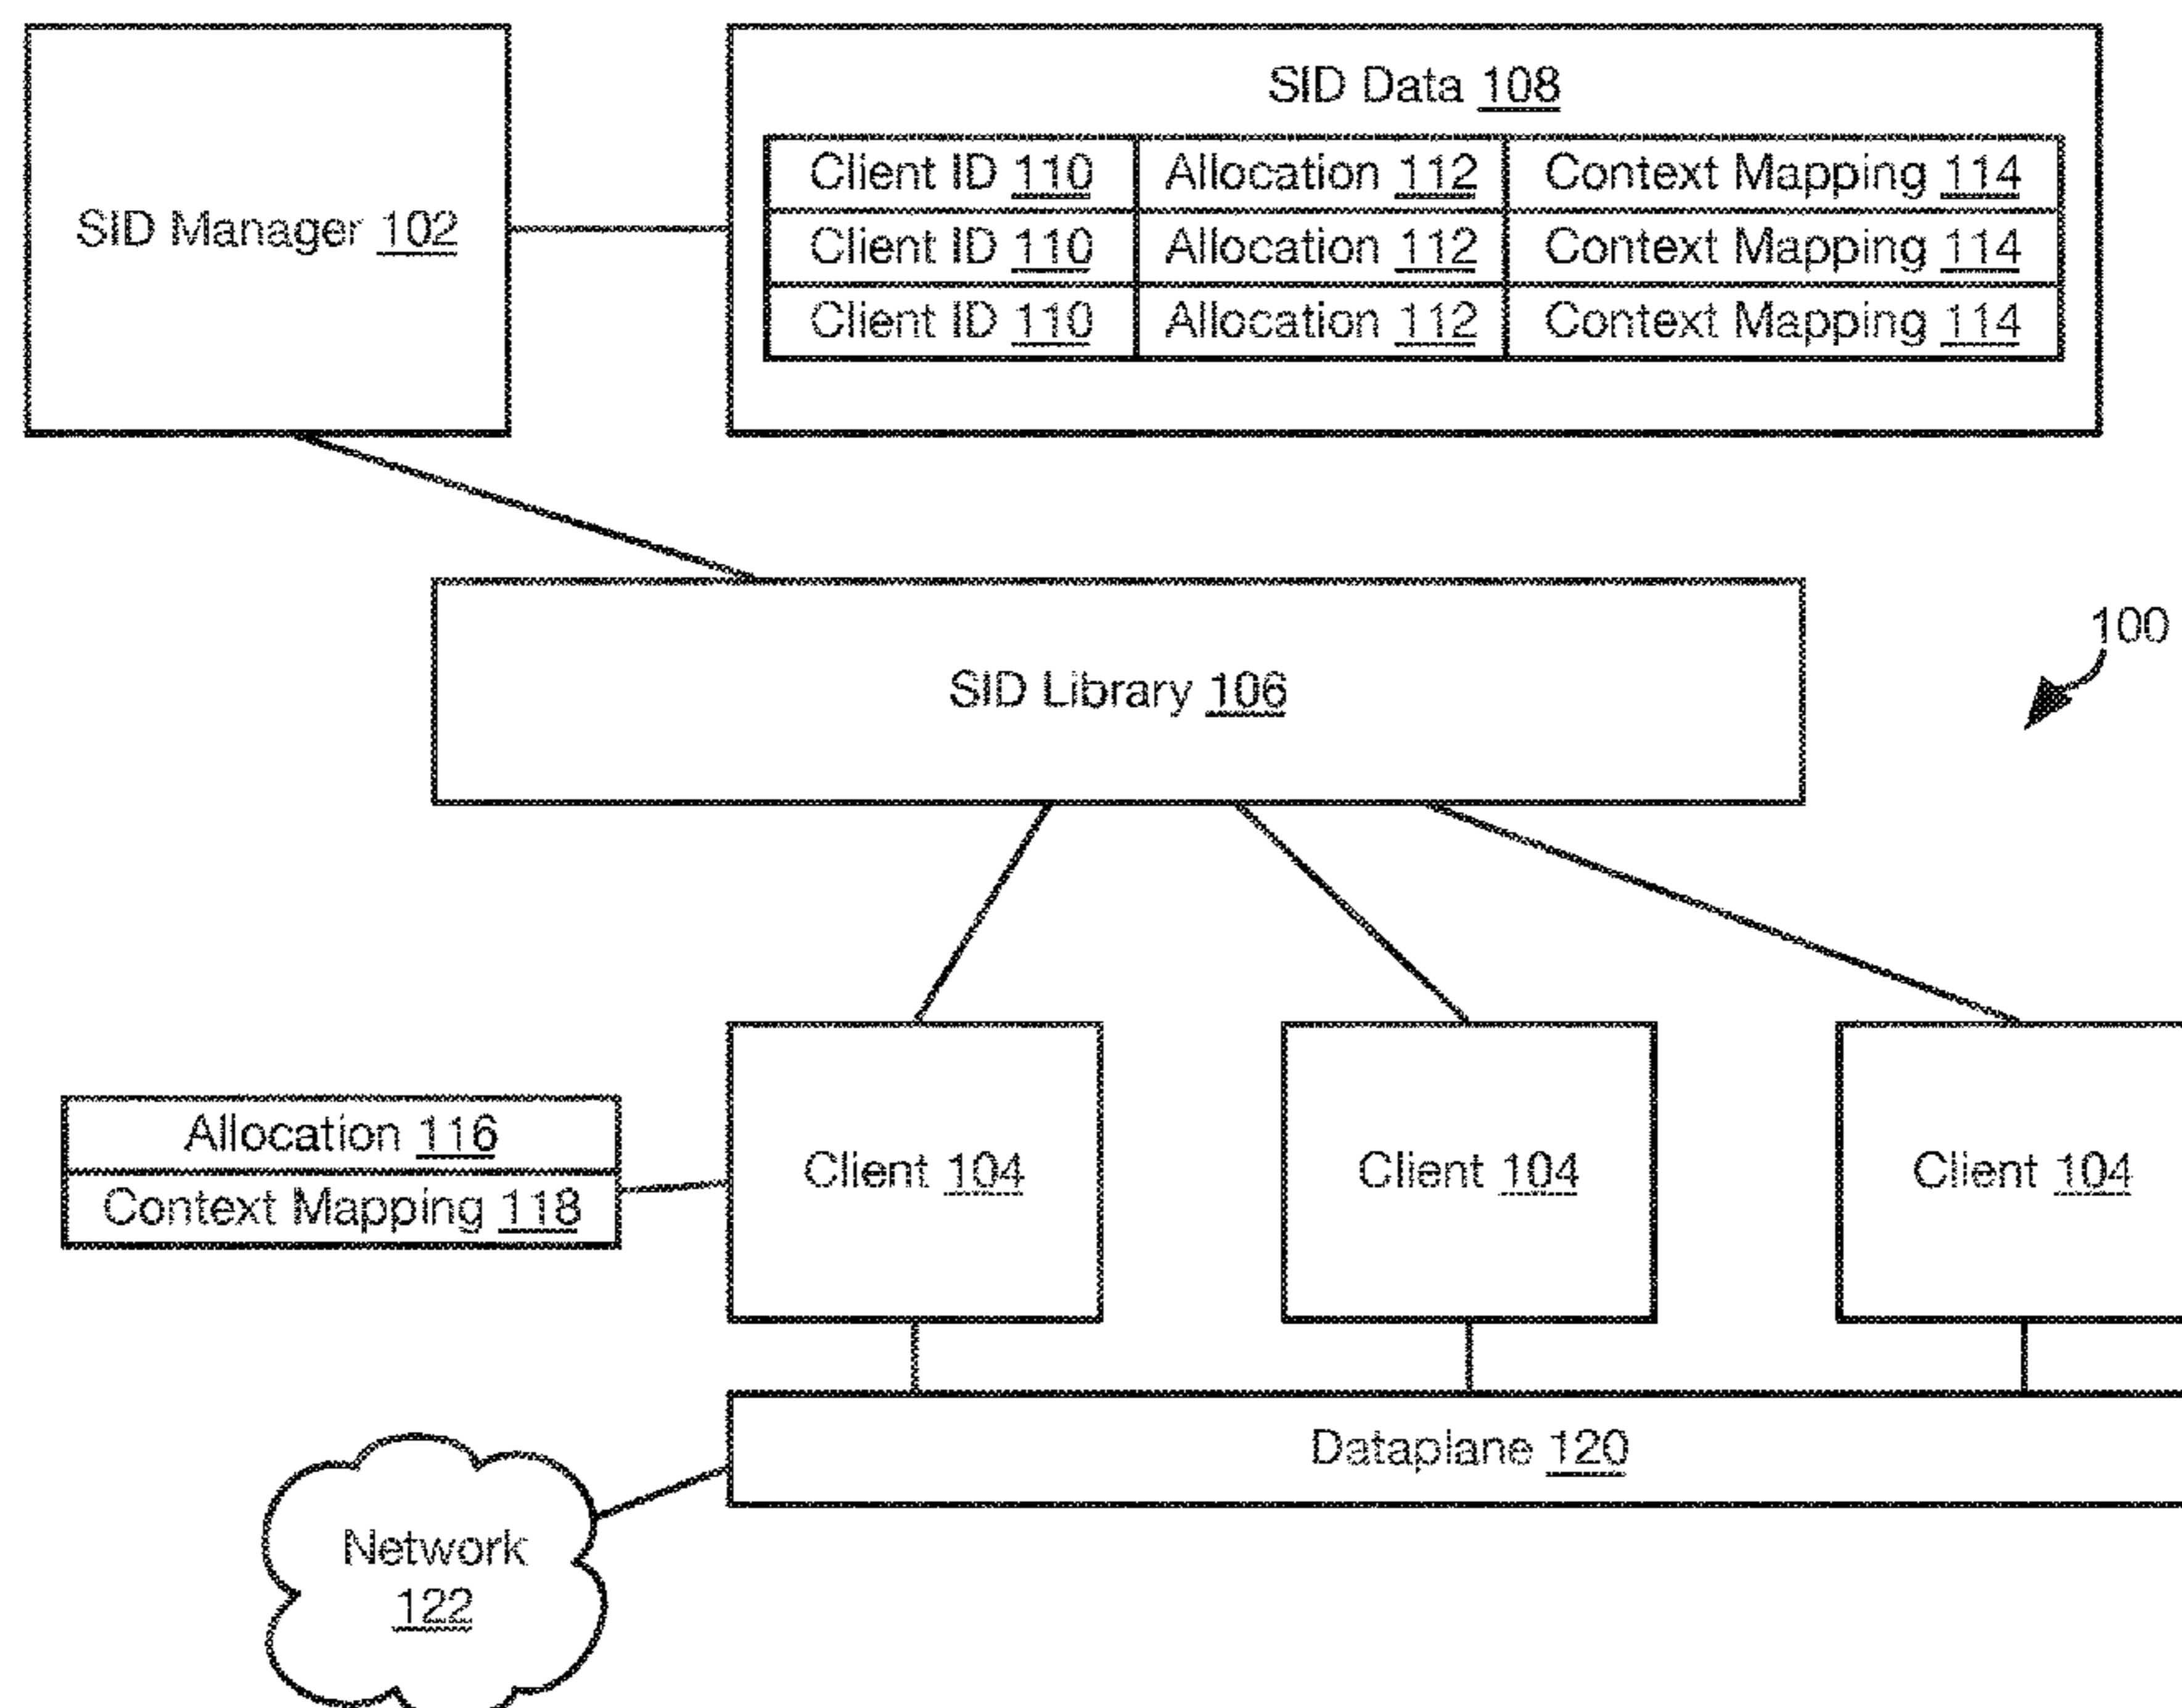 SID Data 108
Client ID 110 Allocation 112 Context Mapping 114
Client ID 110 Allocation 112 Context Mapping 114
Client ID 110 Allocation 112 Context Mapping 114
SID Manager 102
100
SID Library 106
Allocation 116
Context Mapping 118
Client 104
Client 104
Client 104
Dataplane 120
Network
122